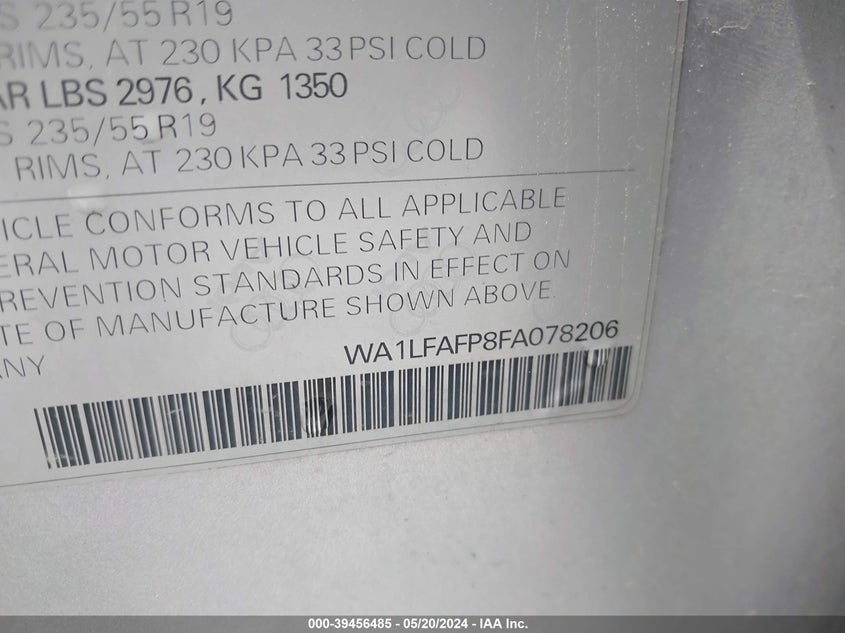 S 235/55 R19
RIMS, AT 230 KPA 33 PSI COLD
AR LBS 2976, KG 1350
S 235/55 R19
RIMS, AT 230 KPA 33 PSI COLD
ICLE CONFORMS TO ALL APPLICABLE
ERAL MOTOR VEHICLE SAFETY AND
REVENTION STANDARDS IN EFFECT ON
TE OF MANUFACTURE SHOWN ABOVE.
ANY
WA1LFAFP8FA078206
000-39456485 - 05/20/2024 - IAA Inc.